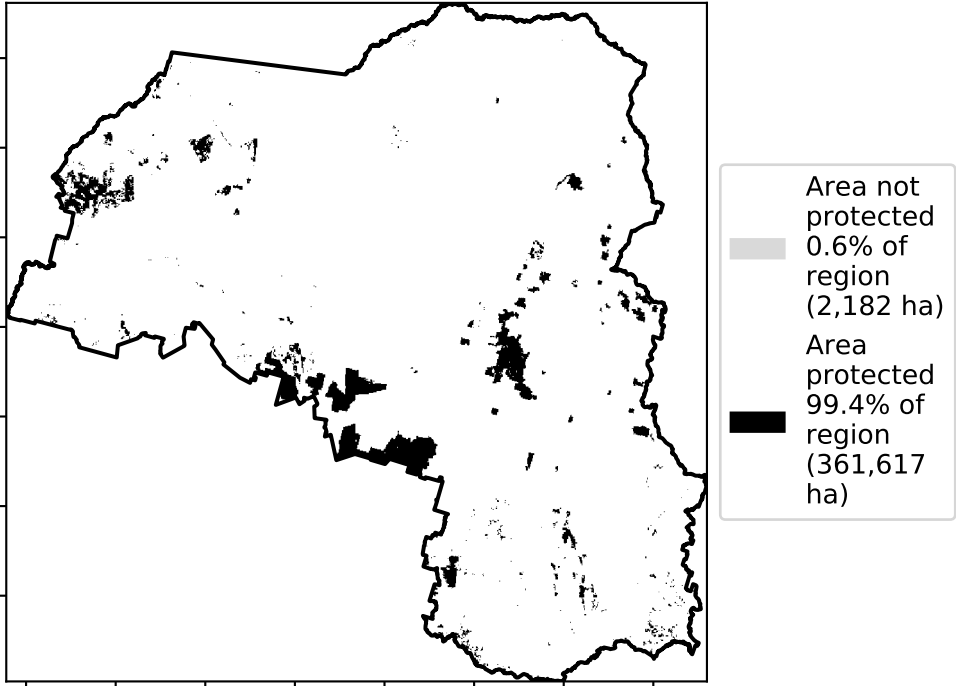 Area not
protected
0.6% of
region
(2,182 ha)
Area
protected
99.4% of
region
(361,617
ha)